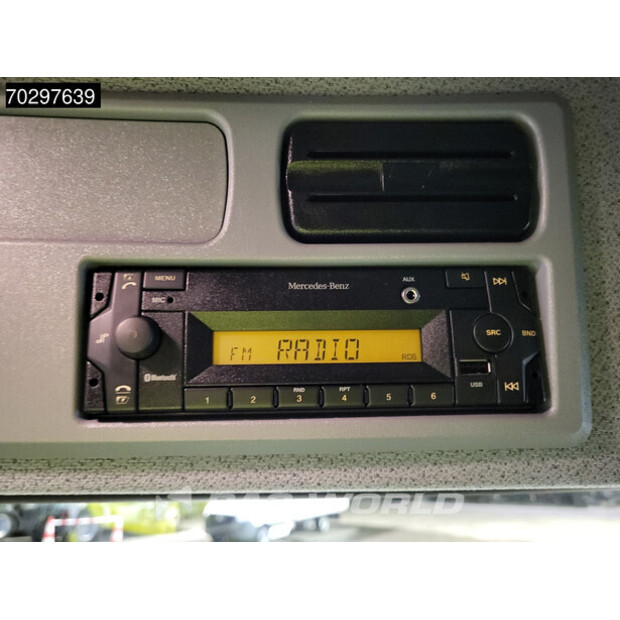 70297639
MENU
Mercedes-Benz
AUX
MIC
SRC
BND
FM RADIO
RDS
Bluetooth
USB
RND
RPT
1 2 3 4 5 6
WORLD